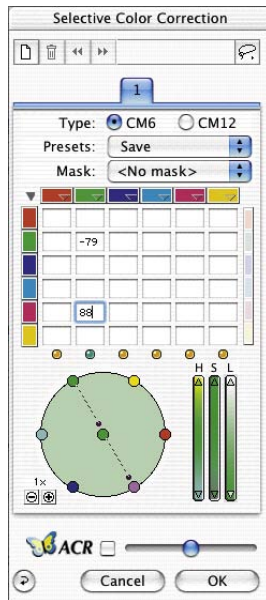 Selective Color Correction
1
Type: CM6 CM12
Presets: Save
Mask: <No mask>
-79
88
H S L
1x
ACR
Cancel OK